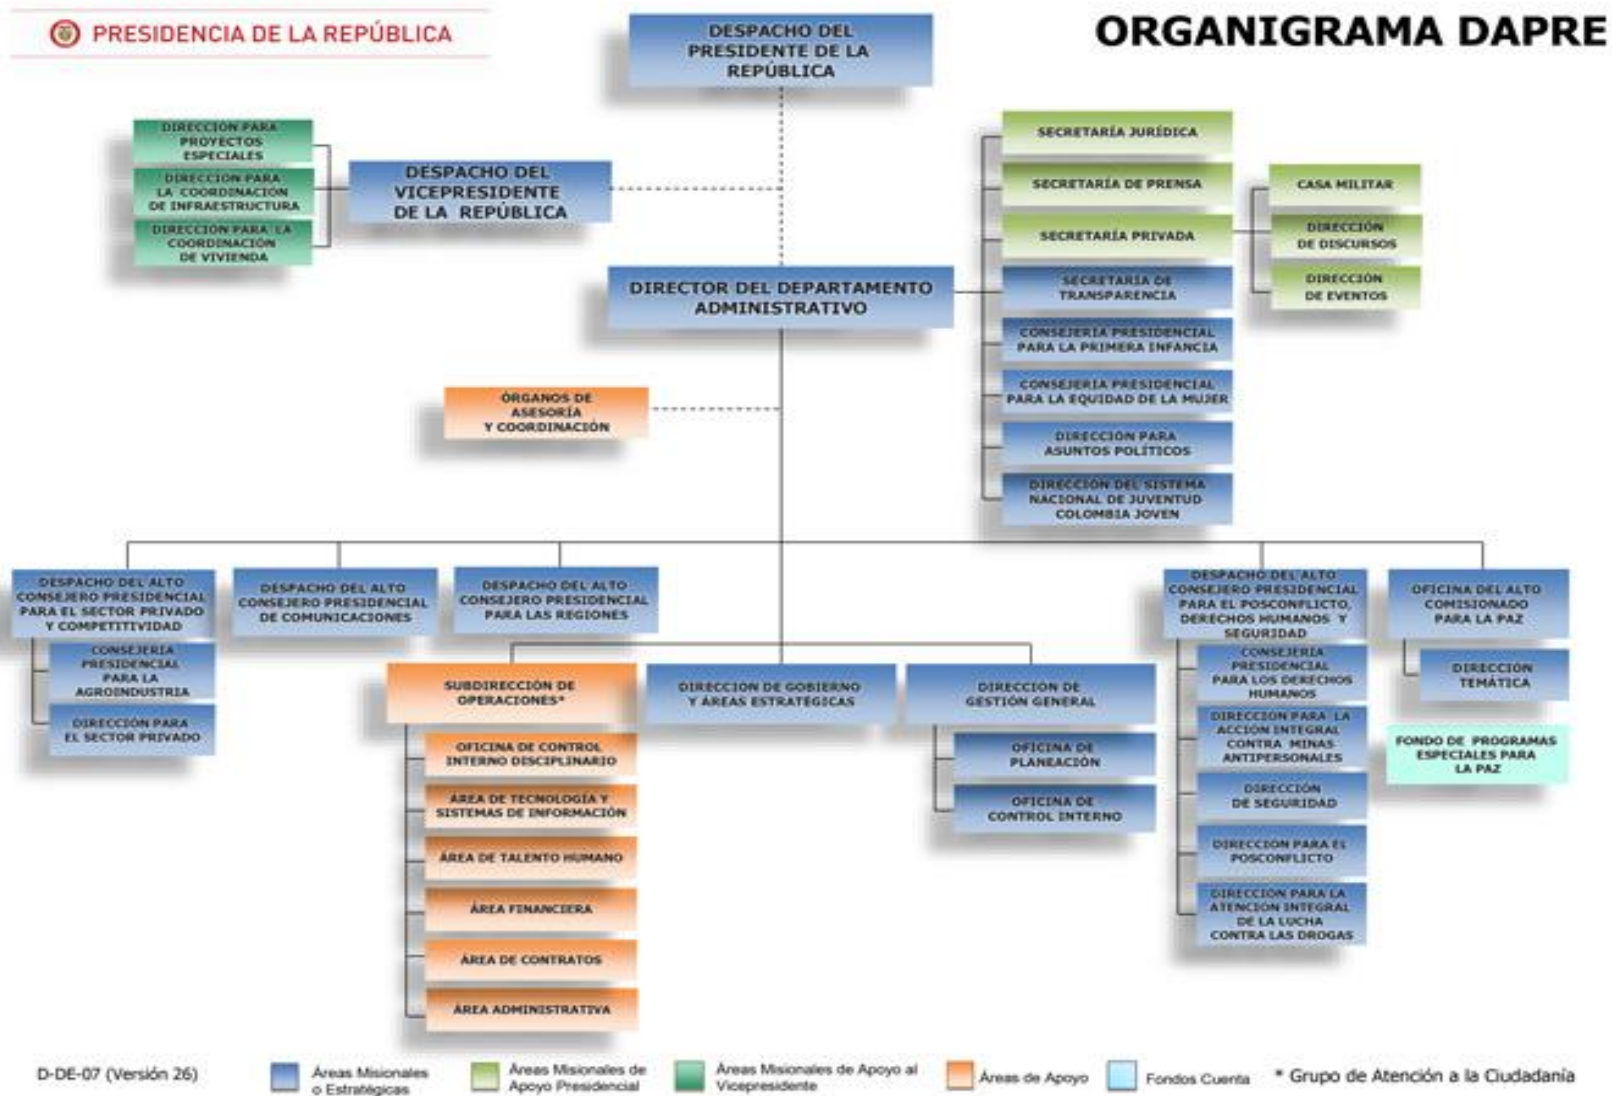 PRESIDENCIA DE LA REPÚBLICA
ORGANIGRAMA DAPRE
DESPACHO DEL
PRESIDENTE DE LA
REPÚBLICA
DIRECCIÓN PARA
PROYECTOS
ESPECIALES
DIRECCIÓN PARA
LA COORDINACIÓN
DE INFRAESTRUCTURA
DIRECCIÓN PARA LA
COORDINACIÓN
DE VIVIENDA
DESPACHO DEL
VICEPRESIDENTE
DE LA REPÚBLICA
DIRECTOR DEL DEPARTAMENTO
ADMINISTRATIVO
SECRETARÍA JURÍDICA
SECRETARÍA DE PRENSA
SECRETARÍA PRIVADA
CASA MILITAR
DIRECCIÓN
DE DISCURSOS
DIRECCIÓN
DE EVENTOS
SECRETARÍA DE
TRANSPARENCIA
CONSEJERÍA PRESIDENCIAL
PARA LA PRIMERA INFANCIA
CONSEJERÍA PRESIDENCIAL
PARA LA EQUIDAD DE LA MUJER
DIRECCIÓN PARA
ASUNTOS POLÍTICOS
DIRECCIÓN DEL SISTEMA
NACIONAL DE JUVENTUD
COLOMBIA JOVEN
ÓRGANOS DE
ASESORÍA
Y COORDINACIÓN
DESPACHO DEL ALTO
CONSEJERO PRESIDENCIAL
PARA EL SECTOR PRIVADO
Y COMPETITIVIDAD
CONSEJERÍA
PRESIDENCIAL
PARA LA
AGROINDUSTRIA
DIRECCIÓN PARA
EL SECTOR PRIVADO
DESPACHO DEL ALTO
CONSEJERO PRESIDENCIAL
DE COMUNICACIONES
DESPACHO DEL ALTO
CONSEJERO PRESIDENCIAL
PARA LAS REGIONES
SUBDIRECCIÓN DE
OPERACIONES*
OFICINA DE CONTROL
INTERNO DISCIPLINARIO
ÁREA DE TECNOLOGÍA Y
SISTEMAS DE INFORMACIÓN
ÁREA DE TALENTO HUMANO
ÁREA FINANCIERA
ÁREA DE CONTRATOS
ÁREA ADMINISTRATIVA
DIRECCIÓN DE GOBIERNO
Y ÁREAS ESTRATÉGICAS
DIRECCIÓN DE
GESTIÓN GENERAL
OFICINA DE
PLANEACIÓN
OFICINA DE
CONTROL INTERNO
DESPACHO DEL ALTO
CONSEJERO PRESIDENCIAL
PARA EL POSCONFLICTO,
DERECHOS HUMANOS Y
SEGURIDAD
CONSEJERÍA
PRESIDENCIAL
PARA LOS DERECHOS
HUMANOS
DIRECCIÓN PARA LA
ACCIÓN INTEGRAL
CONTRA MINAS
ANTIPERSONALES
DIRECCIÓN
DE SEGURIDAD
DIRECCIÓN PARA EL
POSCONFLICTO
DIRECCIÓN PARA LA
ATENCIÓN INTEGRAL
DE LA LUCHA
CONTRA LAS DROGAS
OFICINA DEL ALTO
COMISIONADO
PARA LA PAZ
DIRECCIÓN
TEMÁTICA
FONDO DE PROGRAMAS
ESPECIALES PARA
LA PAZ
D-DE-07 (Versión 26)
Áreas Misionales
o Estratégicas
Áreas Misionales de
Apoyo Presidencial
Áreas Misionales de Apoyo al
Vicepresidente
Áreas de Apoyo
Fondos Cuenta
* Grupo de Atención a la Ciudadanía